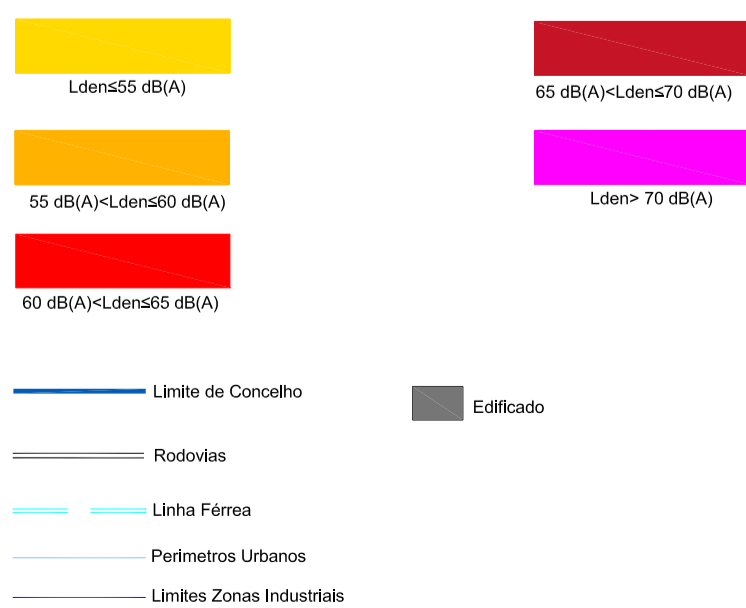 Lden≤55 dB(A)
65 dB(A)<Lden≤70 dB(A)
55 dB(A)<Lden≤60 dB(A)
Lden> 70 dB(A)
60 dB(A)<Lden≤65 dB(A)
Limite de Concelho
Edificado
Rodovias
Linha Férrea
Perimetros Urbanos
Limites Zonas Industriais